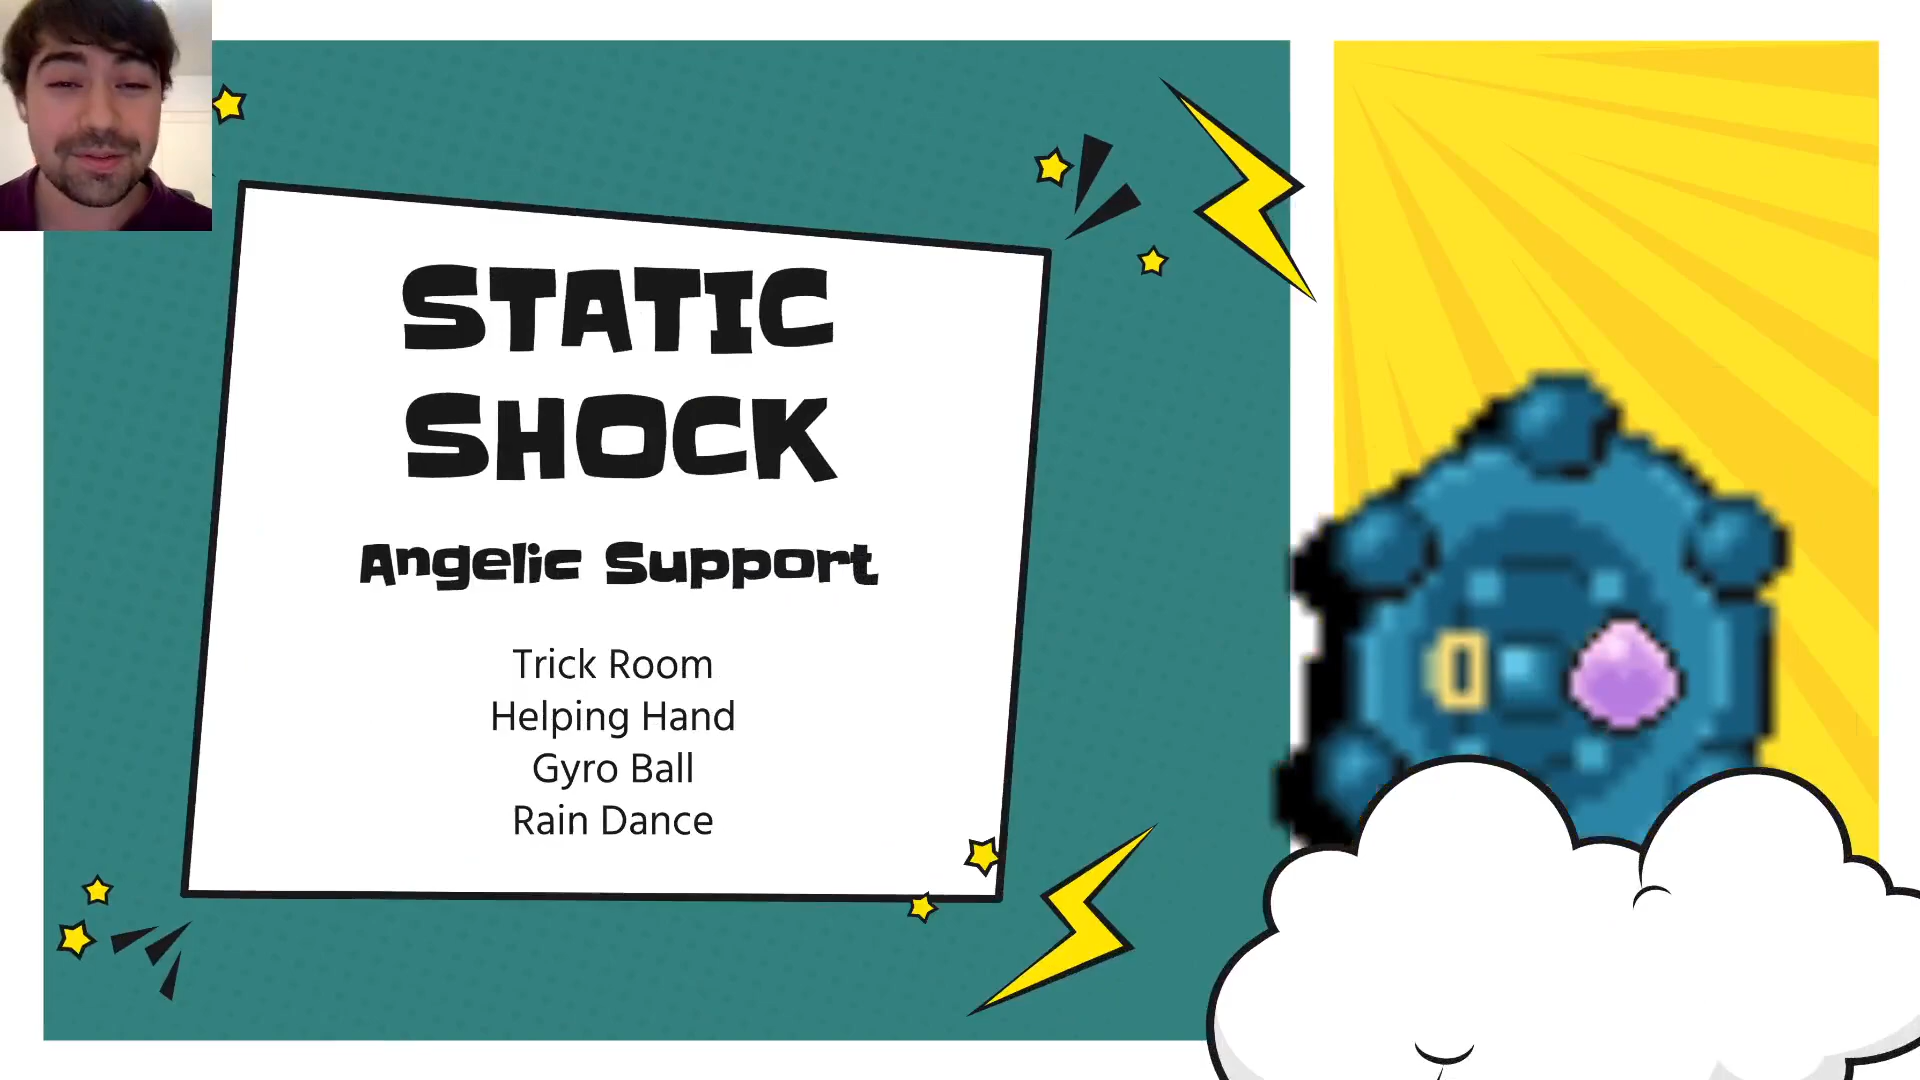 STATIC
SHOCK
Angelic Support
Trick Room
Helping Hand
Gyro Ball
Rain Dance